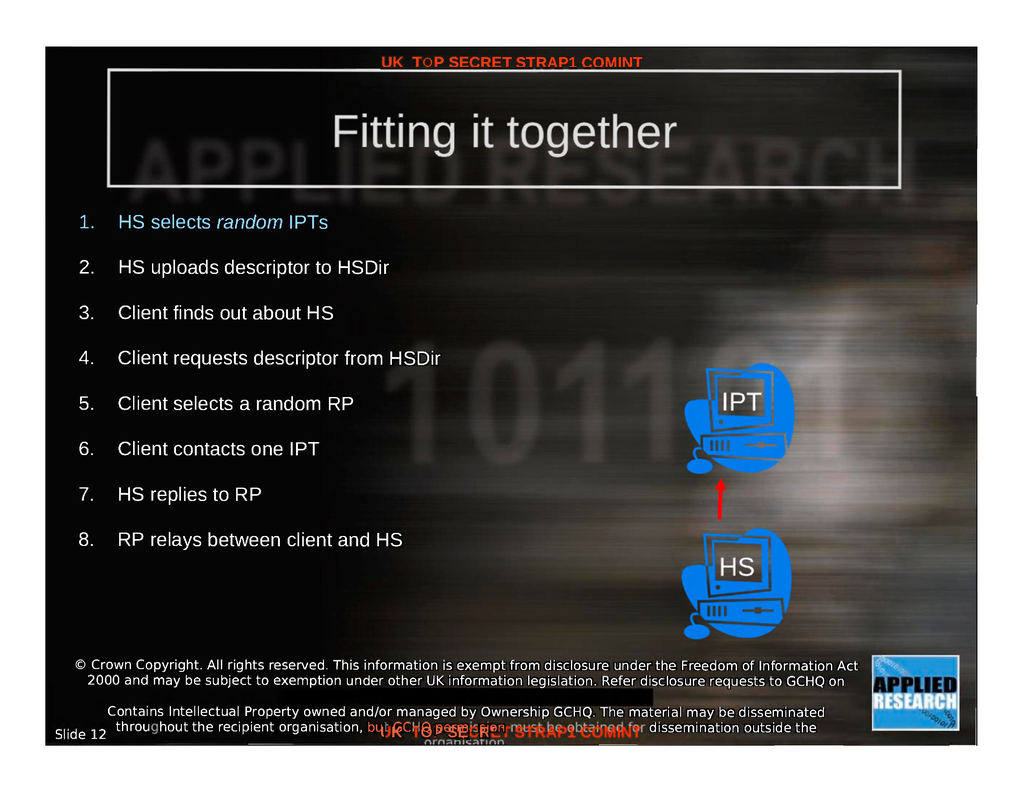 UK TOP SECRET STRAP1 COMINT
Fitting it together
APPLIED RESEARCH
1. HS selects random IPTs
2. HS uploads descriptor to HSDir
3. Client finds out about HS
4. Client requests descriptor from HSDir
5. Client selects a random RP
6. Client contacts one IPT
7. HS replies to RP
8. RP relays between client and HS
IPT
HS
© Crown Copyright. All rights reserved. This information is exempt from disclosure under the Freedom of Information Act
2000 and may be subject to exemption under other UK information legislation. Refer disclosure requests to GCHQ on
Contains Intellectual Property owned and/or managed by Ownership GCHQ. The material may be disseminated
throughout the recipient organisation, but GCHQ permission must be obtained for dissemination outside the
organisation
UK TOP SECRET STRAP1 COMINT
Slide 12
APPLIED
RESEARCH